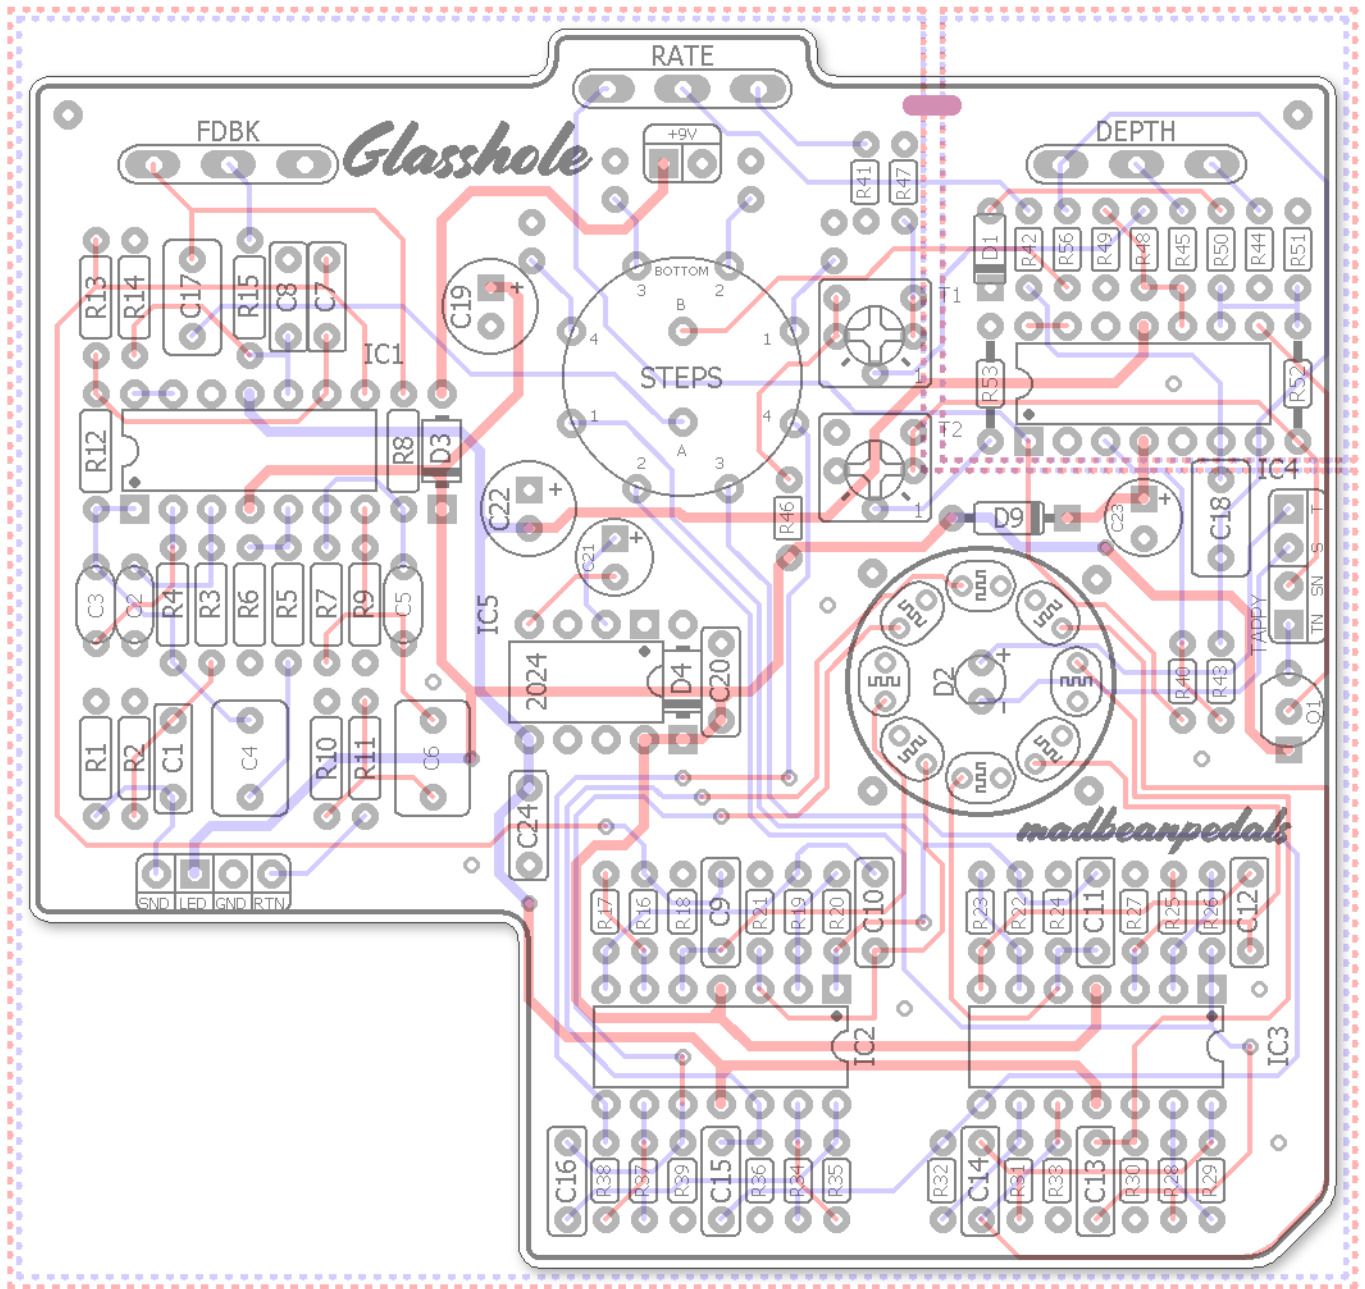 RATE
FDBK
Glasshole
+9V
DEPTH
R41
R47
R13
R14
C17
R15
C8
C7
C19
+
BOTTOM
3
2
B
4
1
STEPS
1
4
A
2
3
T1
1
D1
R42
R56
R49
R48
R45
R50
R44
R51
IC1
R12
R8
D3
T2
1
R53
R52
IC4
C22
+
C21
+
R46
D9
C23
+
C18
T
S
SN
TN
TAPPY
C3
C2
R4
R3
R6
R5
R7
R9
C5
IC5
2024
D4
C20
D2
+
-
R40
R43
Q1
R1
R2
C1
C4
R10
R11
C6
C24
madbeanpedals
SND
LED
GND
RTN
R17
R16
R18
C9
R21
R19
R20
C10
R23
R22
R24
C11
R27
R25
R26
C12
IC2
IC3
C16
R38
R37
R39
C15
R36
R34
R35
R32
C14
R31
R33
C13
R30
R28
R29